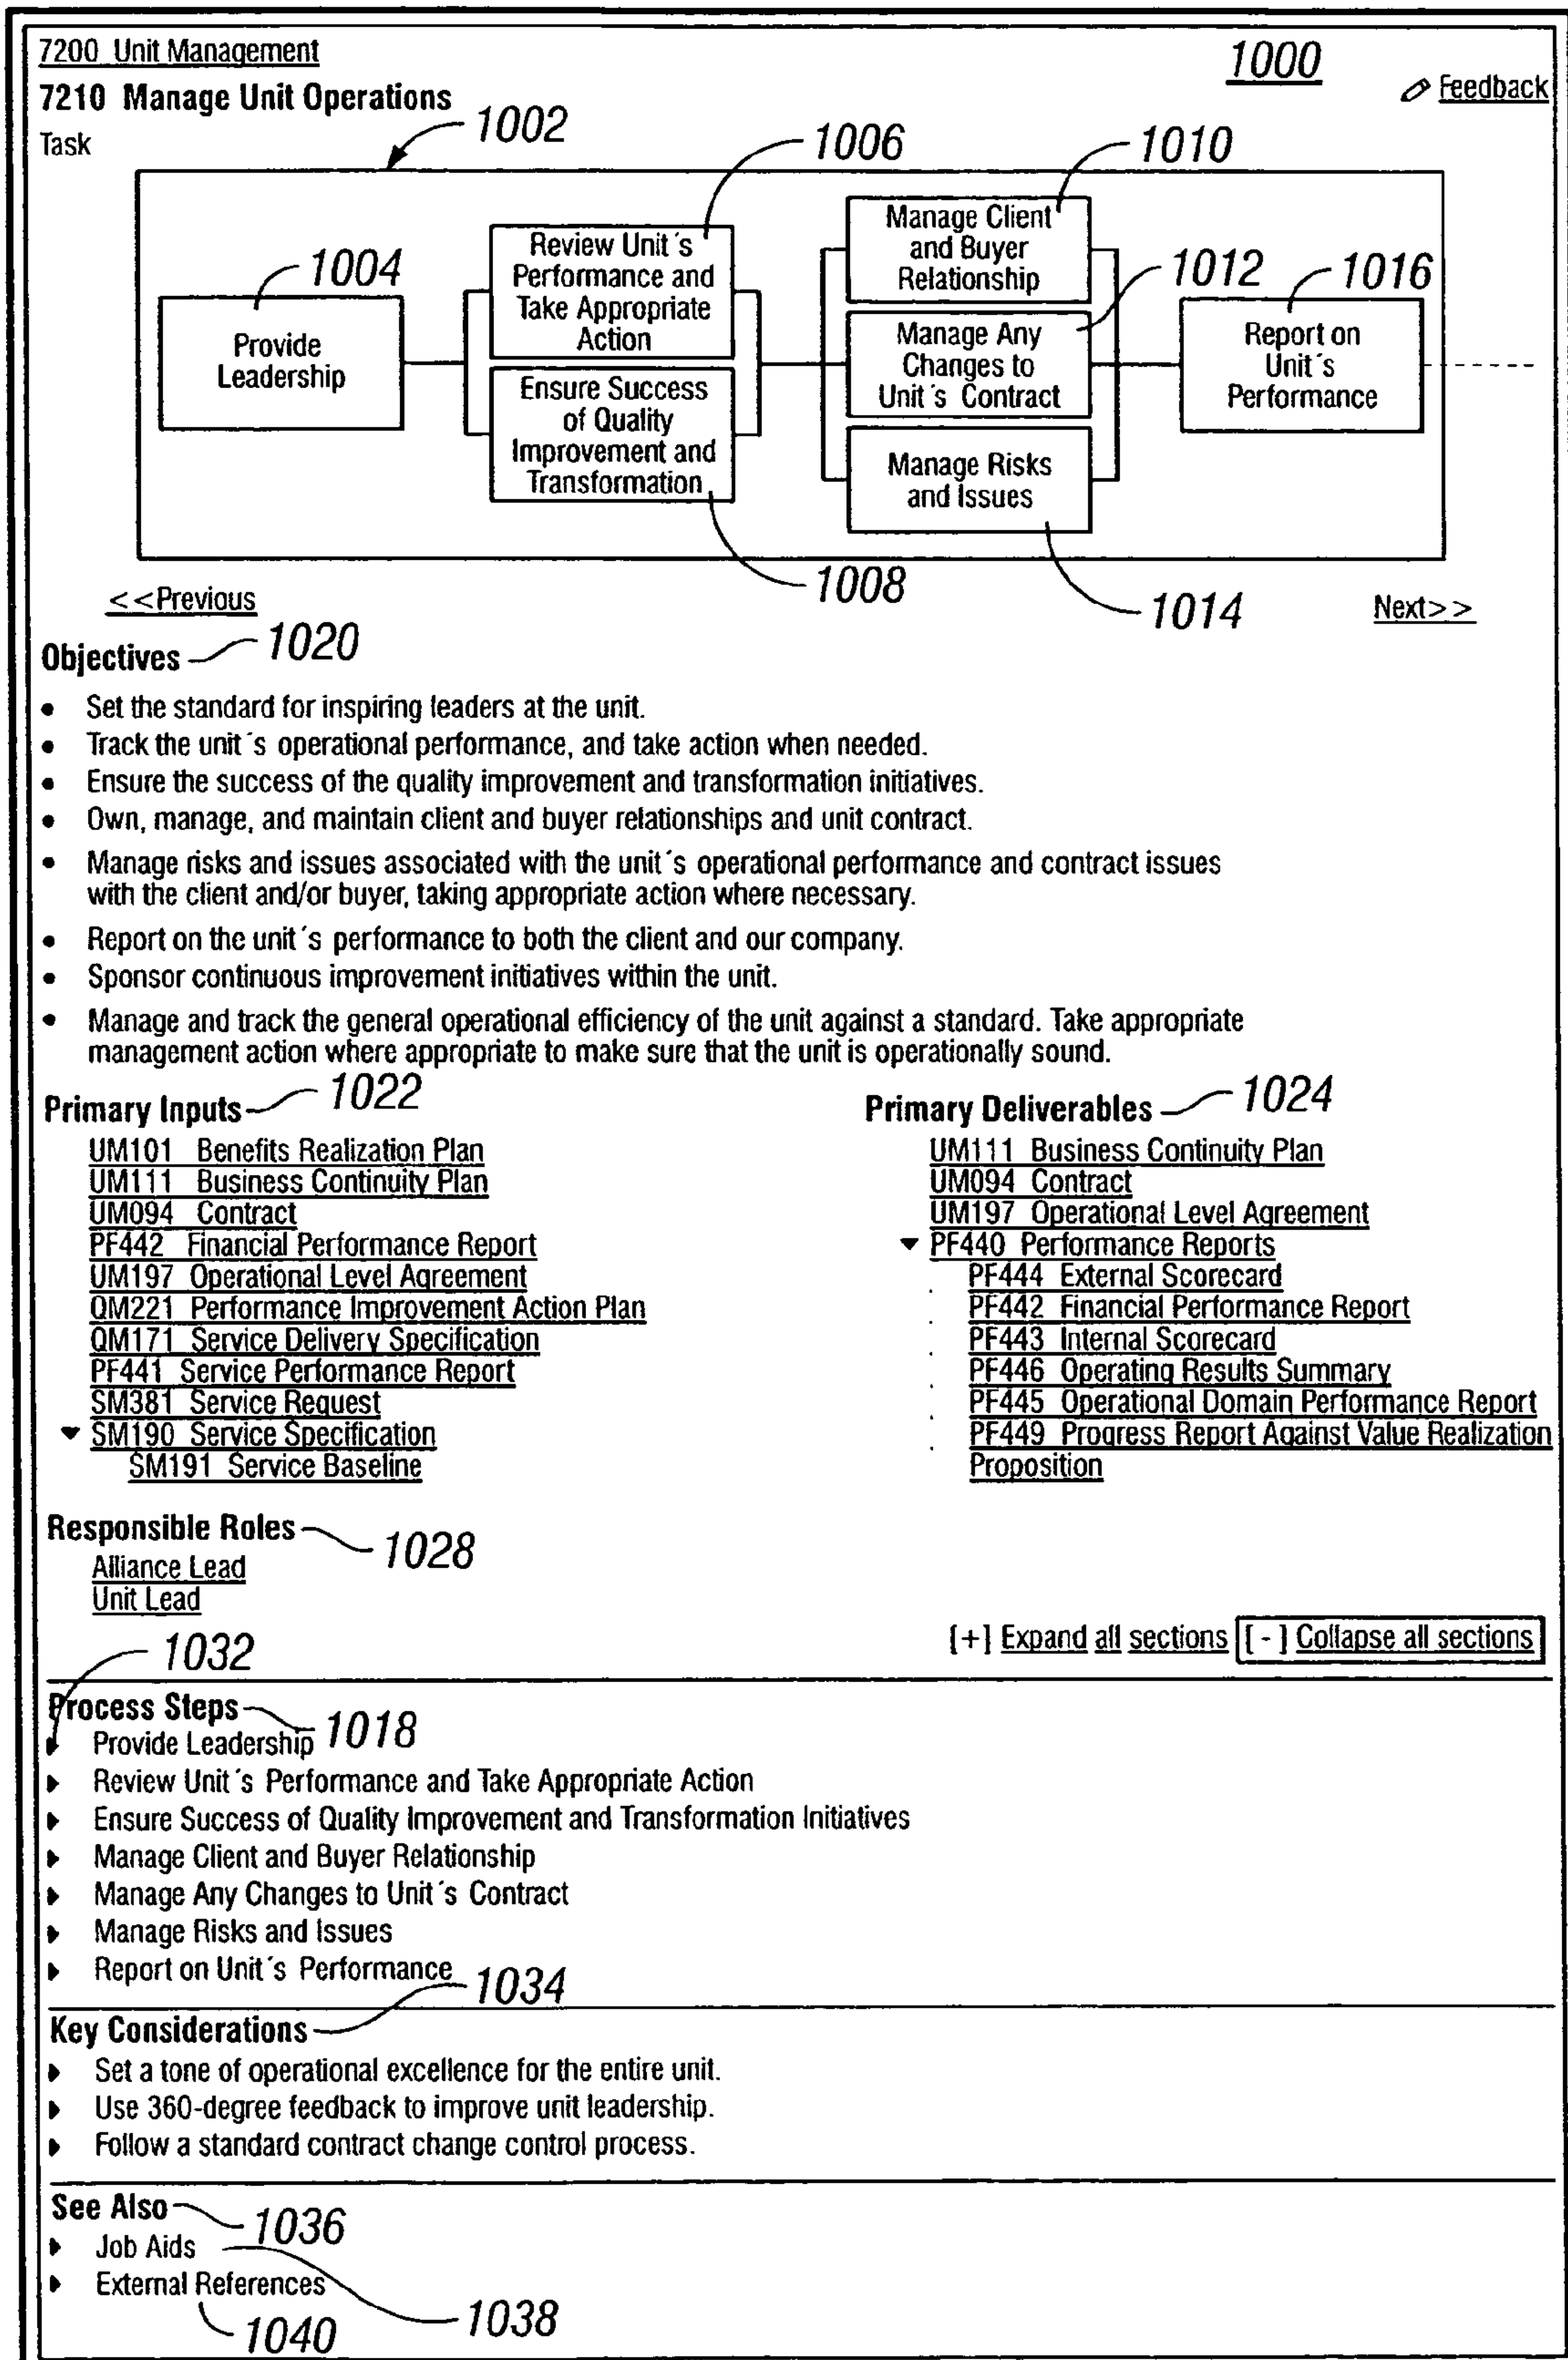 7200 Unit Management
1000
Feedback
7210 Manage Unit Operations
Task
1002
1006
1010
1004
1012
1016
Provide
Leadership
Review Unit´s
Performance and
Take Appropriate
Action
Ensure Success
of Quality
Improvement and
Transformation
Manage Client
and Buyer
Relationship
Manage Any
Changes to
Unit´s Contract
Manage Risks
and Issues
Report on
Unit´s
Performance
1008
1014
<<Previous
Next>>
Objectives
1020
• Set the standard for inspiring leaders at the unit.
• Track the unit´s operational performance, and take action when needed.
• Ensure the success of the quality improvement and transformation initiatives.
• Own, manage, and maintain client and buyer relationships and unit contract.
• Manage risks and issues associated with the unit´s operational performance and contract issues
with the client and/or buyer, taking appropriate action where necessary.
• Report on the unit´s performance to both the client and our company.
• Sponsor continuous improvement initiatives within the unit.
• Manage and track the general operational efficiency of the unit against a standard. Take appropriate
management action where appropriate to make sure that the unit is operationally sound.
Primary Inputs
1022
UM101 Benefits Realization Plan
UM111 Business Continuity Plan
UM094 Contract
PF442 Financial Performance Report
UM197 Operational Level Agreement
QM221 Performance Improvement Action Plan
QM171 Service Delivery Specification
PF441 Service Performance Report
SM381 Service Request
SM190 Service Specification
SM191 Service Baseline
Primary Deliverables
1024
UM111 Business Continuity Plan
UM094 Contract
UM197 Operational Level Agreement
PF440 Performance Reports
PF444 External Scorecard
PF442 Financial Performance Report
PF443 Internal Scorecard
PF446 Operating Results Summary
PF445 Operational Domain Performance Report
PF449 Progress Report Against Value Realization
Proposition
Responsible Roles
1028
Alliance Lead
Unit Lead
[+] Expand all sections [ - ] Collapse all sections
1032
Process Steps
1018
Provide Leadership
Review Unit´s Performance and Take Appropriate Action
Ensure Success of Quality Improvement and Transformation Initiatives
Manage Client and Buyer Relationship
Manage Any Changes to Unit´s Contract
Manage Risks and Issues
Report on Unit´s Performance
1034
Key Considerations
Set a tone of operational excellence for the entire unit.
Use 360-degree feedback to improve unit leadership.
Follow a standard contract change control process.
See Also
1036
Job Aids
External References
1038
1040